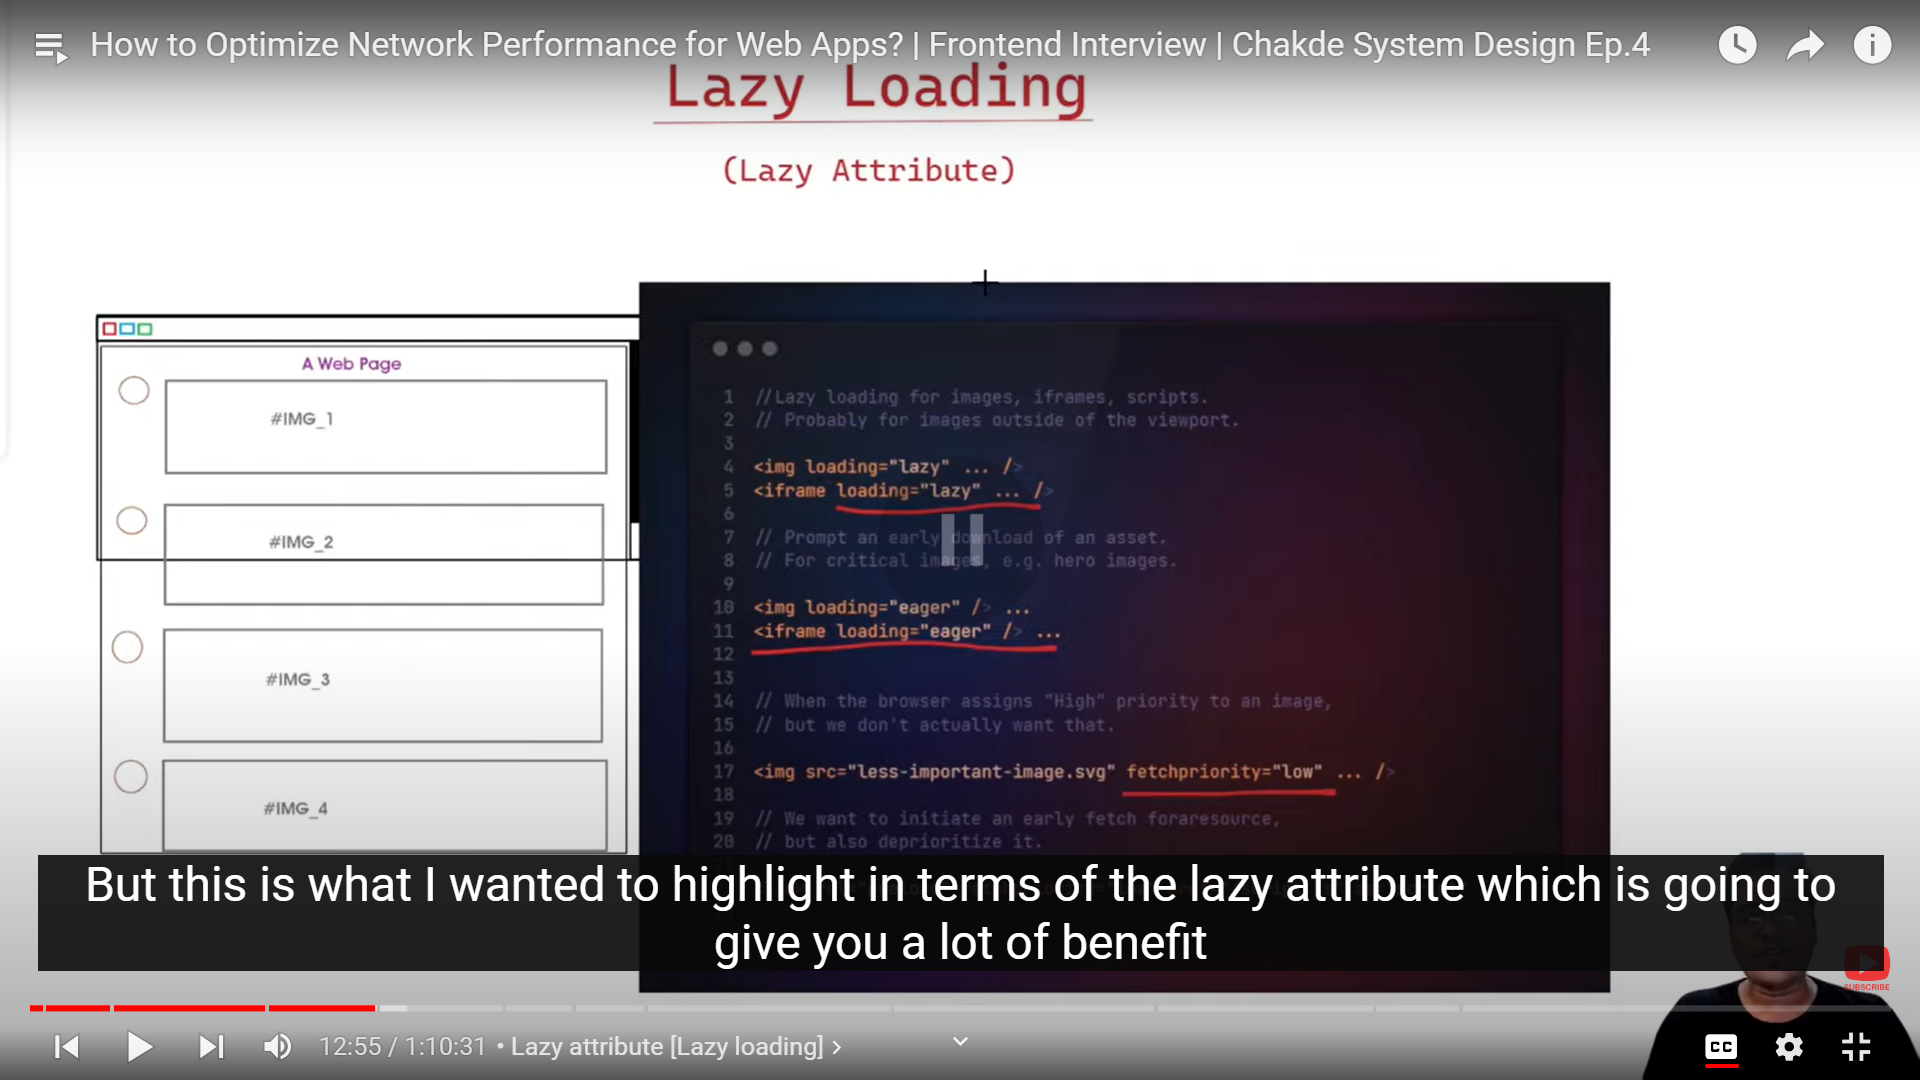 How to Optimize Network Performance for Web Apps? | Frontend Interview | Chakde System Design Ep.4
Lazy Loading
(Lazy Attribute)
A Web Page
#IMG_1
#IMG_2
#IMG_3
#IMG_4
1 //Lazy loading for images, iframes, scripts.
2 // Probably for images outside of the viewport.
3
4 <img loading="lazy" ... />
5 <iframe loading="lazy" ... />
6
7 // Prompt an early download of an asset.
8 // For critical images, e.g. hero images.
9
10 <img loading="eager" /> ...
11 <iframe loading="eager" /> ...
12
13
14 // When the browser assigns "High" priority to an image,
15 // but we don't actually want that.
16
17 <img src="less-important-image.svg" fetchpriority="low" ... />
18
19 // We want to initiate an early fetch foraresource,
20 // but also deprioritize it.
But this is what I wanted to highlight in terms of the lazy attribute which is going to
give you a lot of benefit
SUBSCRIBE
12:55 / 1:10:31 • Lazy attribute [Lazy loading] >
CC